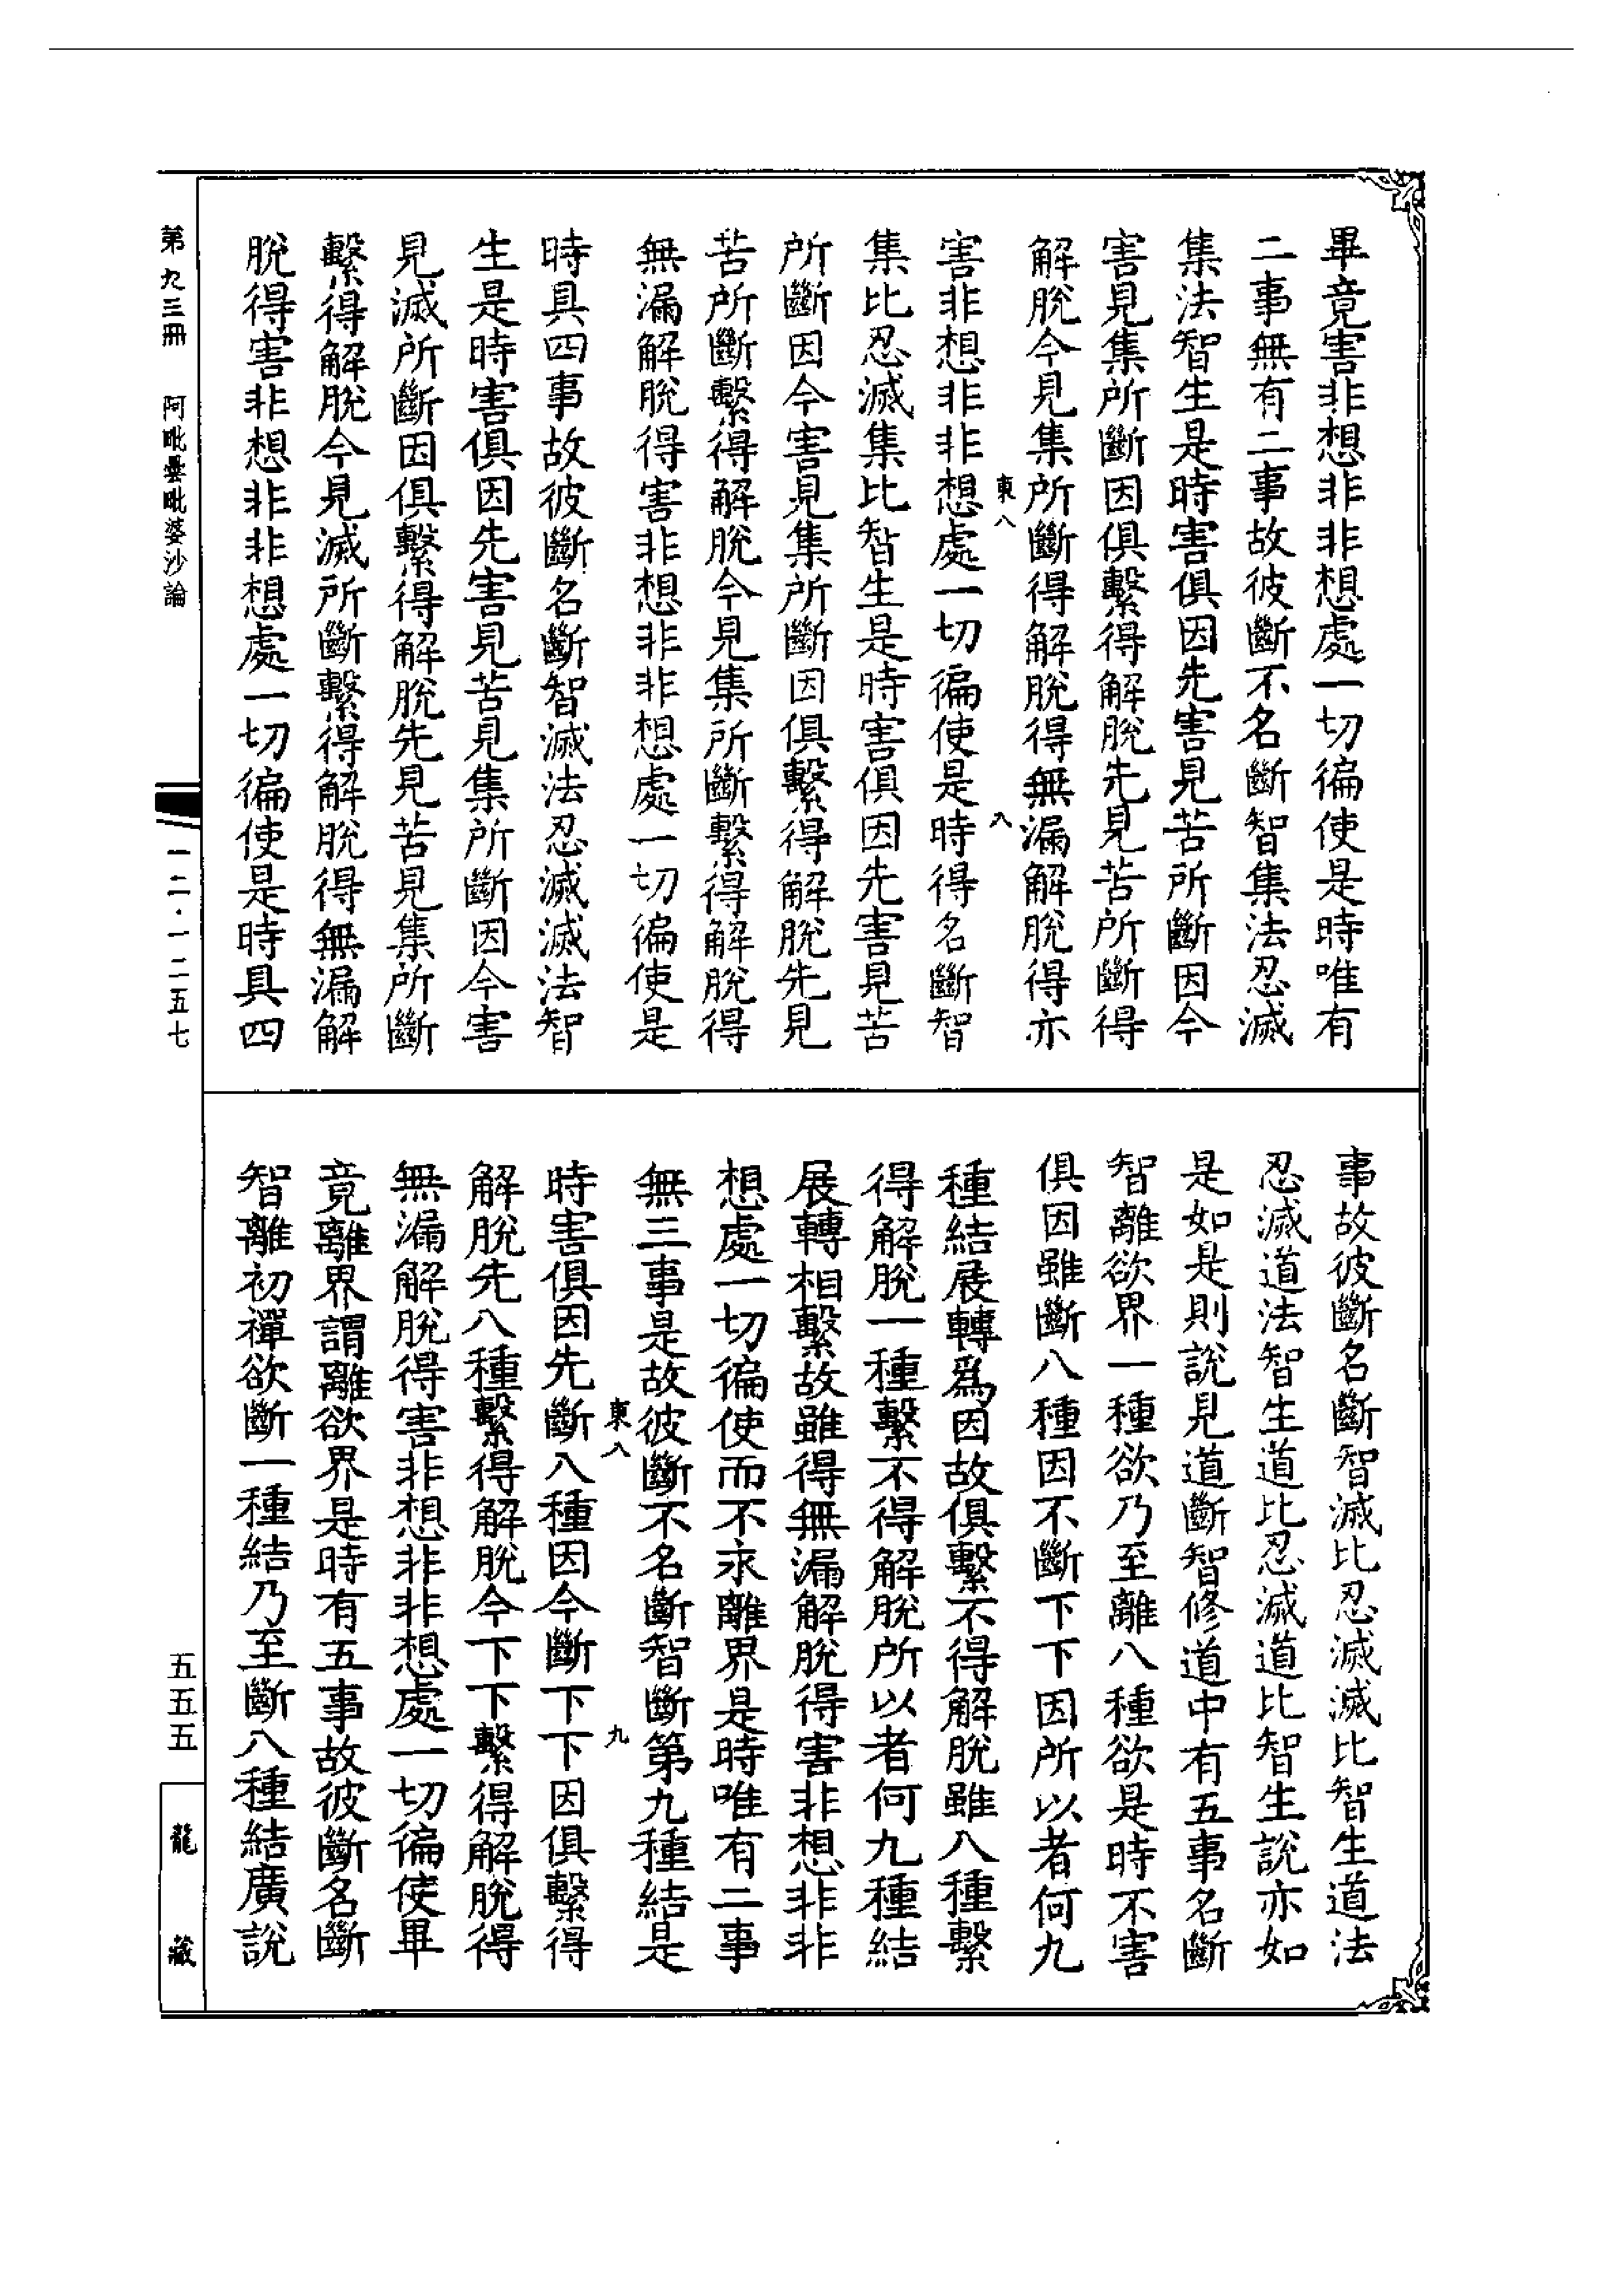 畢竟害非想非非想處一切徧使是時唯有
二事無有二事故彼斷不名斷智集法忍滅
集法智生是時害俱因先害見苦所斷因今
害見集所斷因俱繫得解脫先見苦所斷得
解脫今見集所斷得解脫得無漏解脫得亦
東八 八
害非想非非想處一切徧使是時得名斷智
集比忍滅集比智生是時害俱因先害見苦
所斷因今害見集所斷因俱繫得解脫先見
苦所斷繫得解脫今見集所斷繫得解脫得
無漏解脫得害非想非非想處一切徧使是
時具四事故彼斷名斷智滅法忍滅滅法智
生是時害俱因先害見苦見集所斷因今害
見滅所斷因俱繫得解脫先見苦見集所斷
繫得解脫今見滅所斷繫得解脫得無漏解
脫得害非想非非想處一切徧使是時具四
事故彼斷名斷智滅比忍滅滅比智生道法
忍滅道法智生道比忍滅道比智生說亦如
是如是則說見道斷智修道中有五事名斷
智離欲界一種欲乃至離八種欲是時不害
俱因雖斷八種因不斷下下因所以者何九
種結展轉爲因故俱繫不得解脫雖八種繫
得解脫一種繫不得解脫所以者何九種結
展轉相繫故雖得無漏解脫得害非想非非
想處一切徧使而不永離界是時唯有二事
無三事是故彼斷不名斷智斷第九種結是
東八 九
時害俱因先斷八種因今斷下下因俱繫得
解脫先八種繫得解脫今下下繫得解脫得
無漏解脫得害非想非非想處一切徧使畢
竟離界謂離欲界是時有五事故彼斷名斷
智離初禪欲斷一種結乃至斷八種結廣說
第九三冊 阿毗曇毗婆沙論
一二·一二五七
五五五
龍藏